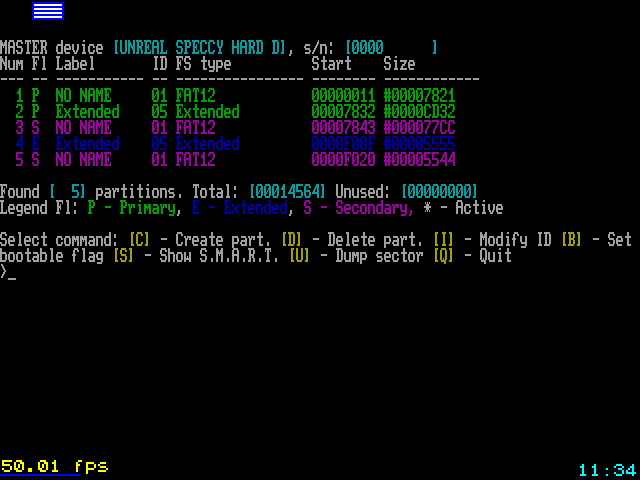 MASTER device [UNREAL SPECCY HARD D], s/n: [0000      ]
Num Fl Label        ID FS type          Start    Size
--- -- ------------ -- ---------------- -------- ------------
  1 P  NO NAME      01 FAT12            00000011 #00007821
  2 P  Extended     05 Extended         00007832 #0000CD32
  3 S  NO NAME      01 FAT12            00007843 #000077CC
  4 E  Extended     05 Extended         0000F00F #00005555
  5 S  NO NAME      01 FAT12            0000F020 #00005544
Found [  5] partitions. Total: [00014564] Unused: [00000000]
Legend Fl: P - Primary, E - Extended, S - Secondary, * - Active
Select command: [C] - Create part. [D] - Delete part. [I] - Modify ID [B] - Set
bootable flag [S] - Show S.M.A.R.T. [U] - Dump sector [Q] - Quit
>_
50.01 fps
11:34